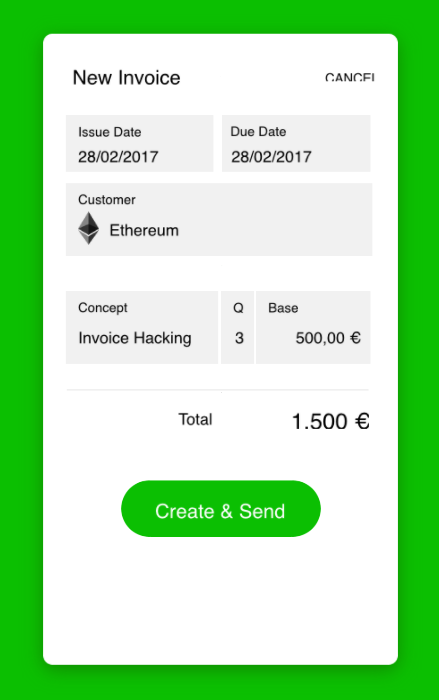 New Invoice
CANCEL
Issue Date
Due Date
28/02/2017
28/02/2017
Customer
Ethereum
Concept
Q
Base
Invoice Hacking
3
500,00 €
Total
1.500 €
Create & Send